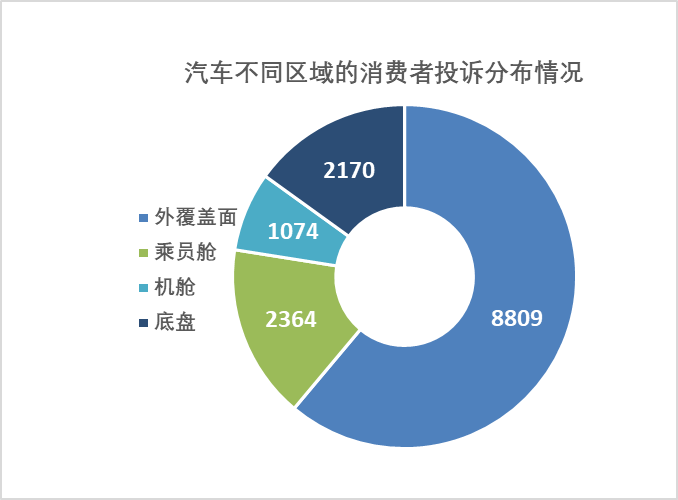 汽车不同区域的消费者投诉分布情况
外覆盖面
乘员舱
机舱
底盘
2170
1074
2364
8809